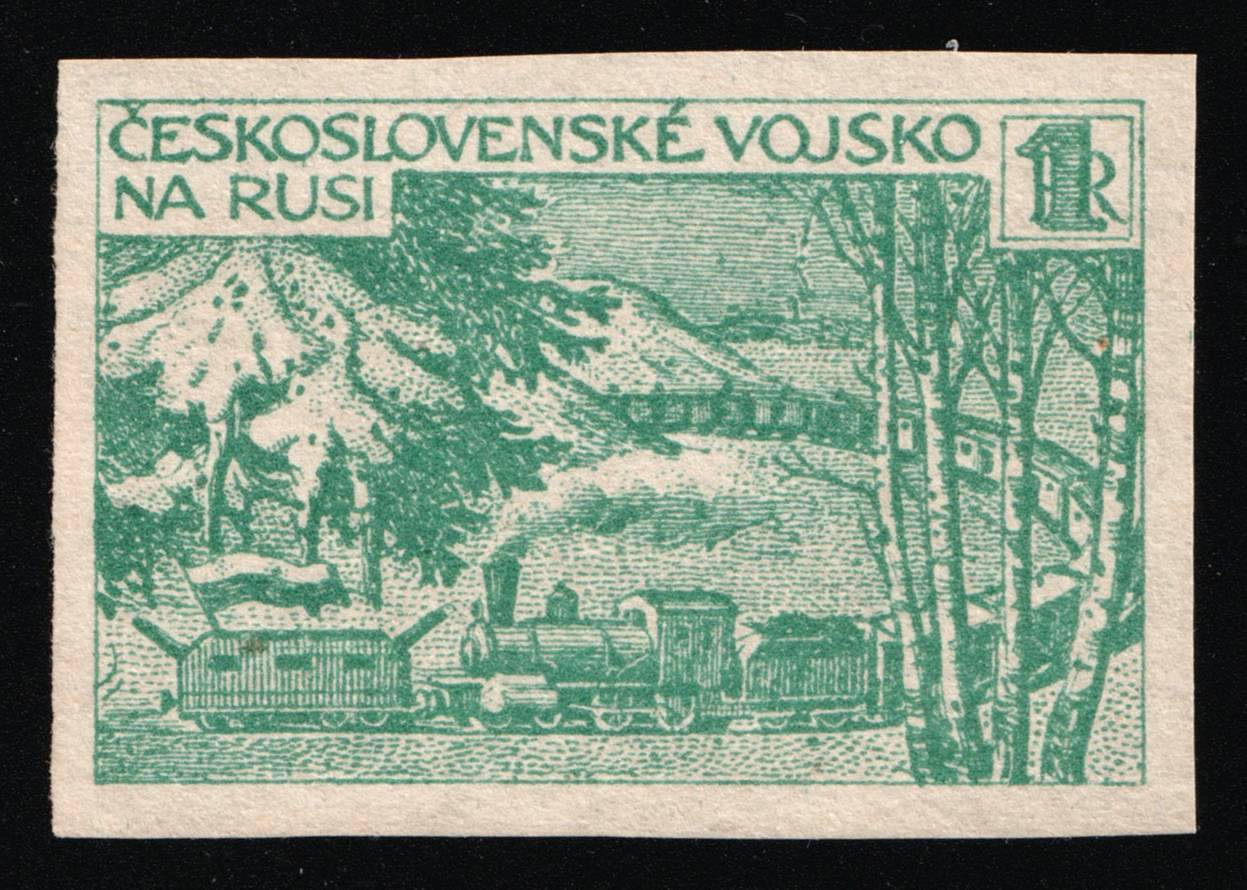 ČESKOSLOVENSKÉ VOJSKO
NA RUSI
1R